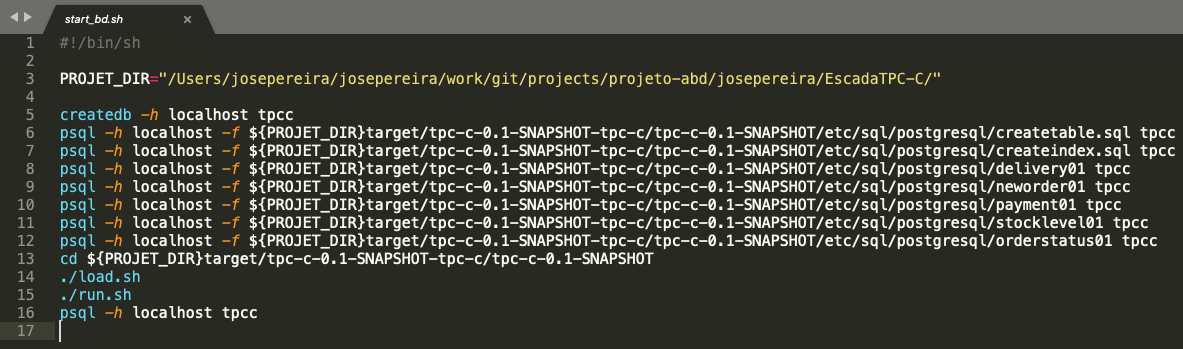 start_bd.sh ×
1 #!/bin/sh
2
3 PROJET_DIR="/Users/josepereira/josepereira/work/git/projects/projeto-abd/josepereira/EscadaTPC-C/"
4
5 createdb -h localhost tpcc
6 psql -h localhost -f ${PROJET_DIR}target/tpc-c-0.1-SNAPSHOT-tpc-c/tpc-c-0.1-SNAPSHOT/etc/sql/postgresql/createtable.sql tpcc
7 psql -h localhost -f ${PROJET_DIR}target/tpc-c-0.1-SNAPSHOT-tpc-c/tpc-c-0.1-SNAPSHOT/etc/sql/postgresql/createindex.sql tpcc
8 psql -h localhost -f ${PROJET_DIR}target/tpc-c-0.1-SNAPSHOT-tpc-c/tpc-c-0.1-SNAPSHOT/etc/sql/postgresql/delivery01 tpcc
9 psql -h localhost -f ${PROJET_DIR}target/tpc-c-0.1-SNAPSHOT-tpc-c/tpc-c-0.1-SNAPSHOT/etc/sql/postgresql/neworder01 tpcc
10 psql -h localhost -f ${PROJET_DIR}target/tpc-c-0.1-SNAPSHOT-tpc-c/tpc-c-0.1-SNAPSHOT/etc/sql/postgresql/payment01 tpcc
11 psql -h localhost -f ${PROJET_DIR}target/tpc-c-0.1-SNAPSHOT-tpc-c/tpc-c-0.1-SNAPSHOT/etc/sql/postgresql/stocklevel01 tpcc
12 psql -h localhost -f ${PROJET_DIR}target/tpc-c-0.1-SNAPSHOT-tpc-c/tpc-c-0.1-SNAPSHOT/etc/sql/postgresql/orderstatus01 tpcc
13 cd ${PROJET_DIR}target/tpc-c-0.1-SNAPSHOT-tpc-c/tpc-c-0.1-SNAPSHOT
14 ./load.sh
15 ./run.sh
16 psql -h localhost tpcc
17